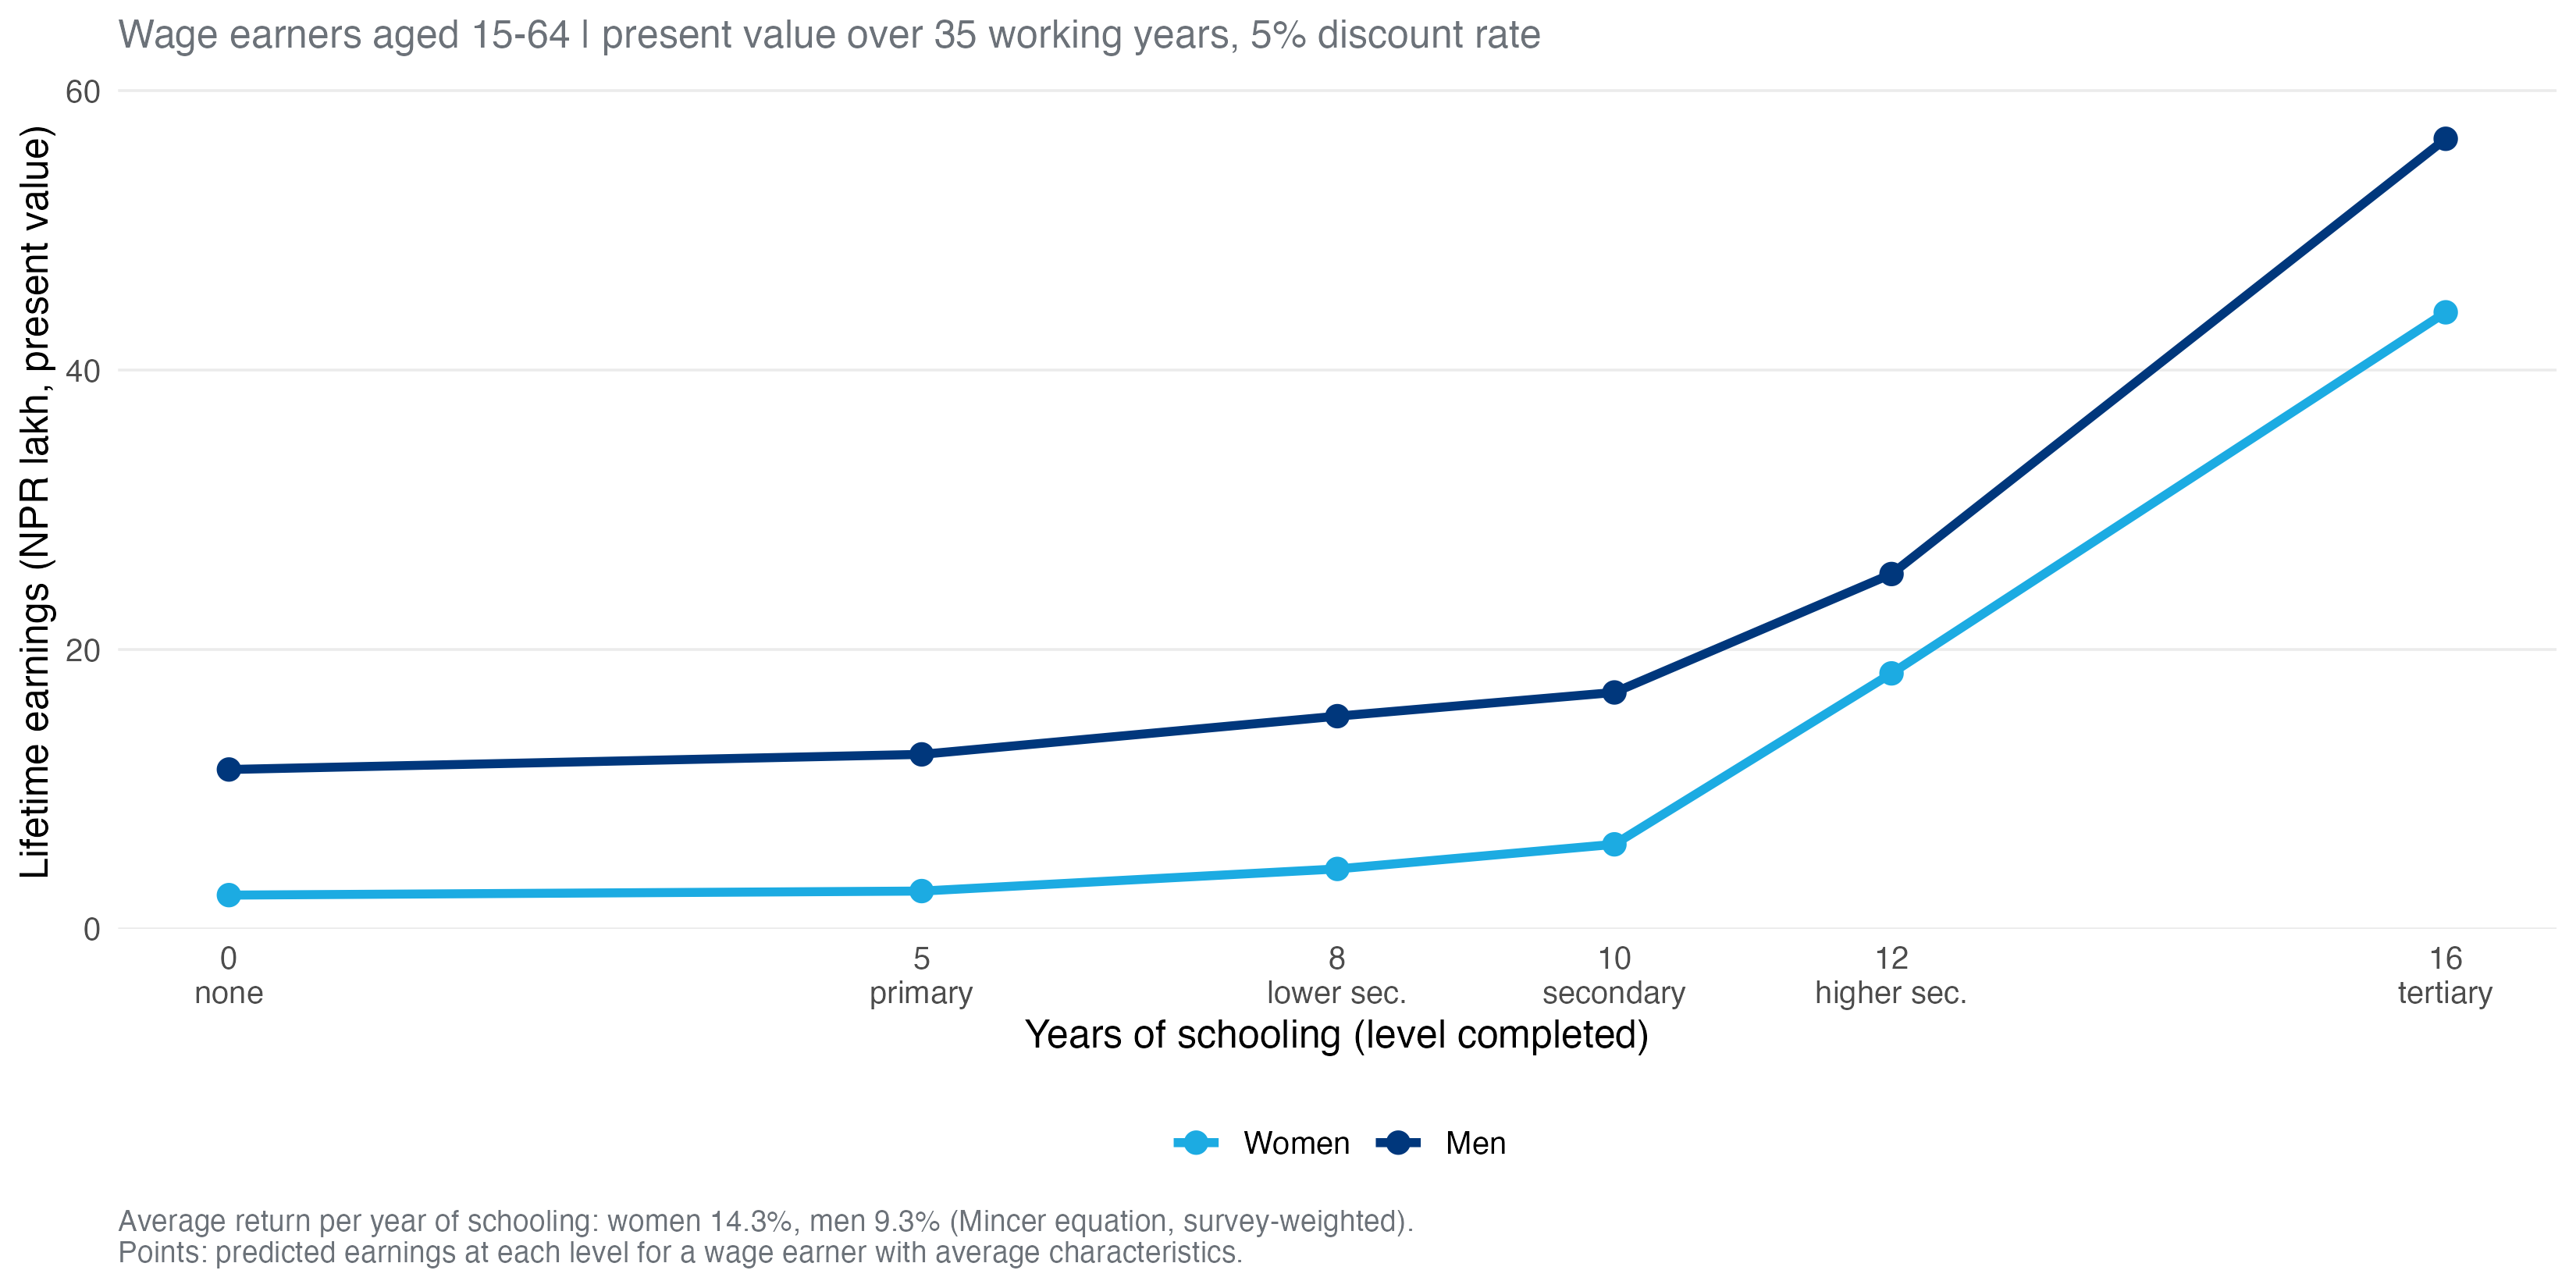 Wage earners aged 15-64 | present value over 35 working years, 5% discount rate
Lifetime earnings (NPR lakh, present value)
60
40
20
0
0 5 8 10 12 16
none primary lower sec. secondary higher sec. tertiary
Years of schooling (level completed)
Women Men
Average return per year of schooling: women 14.3%, men 9.3% (Mincer equation, survey-weighted).
Points: predicted earnings at each level for a wage earner with average characteristics.